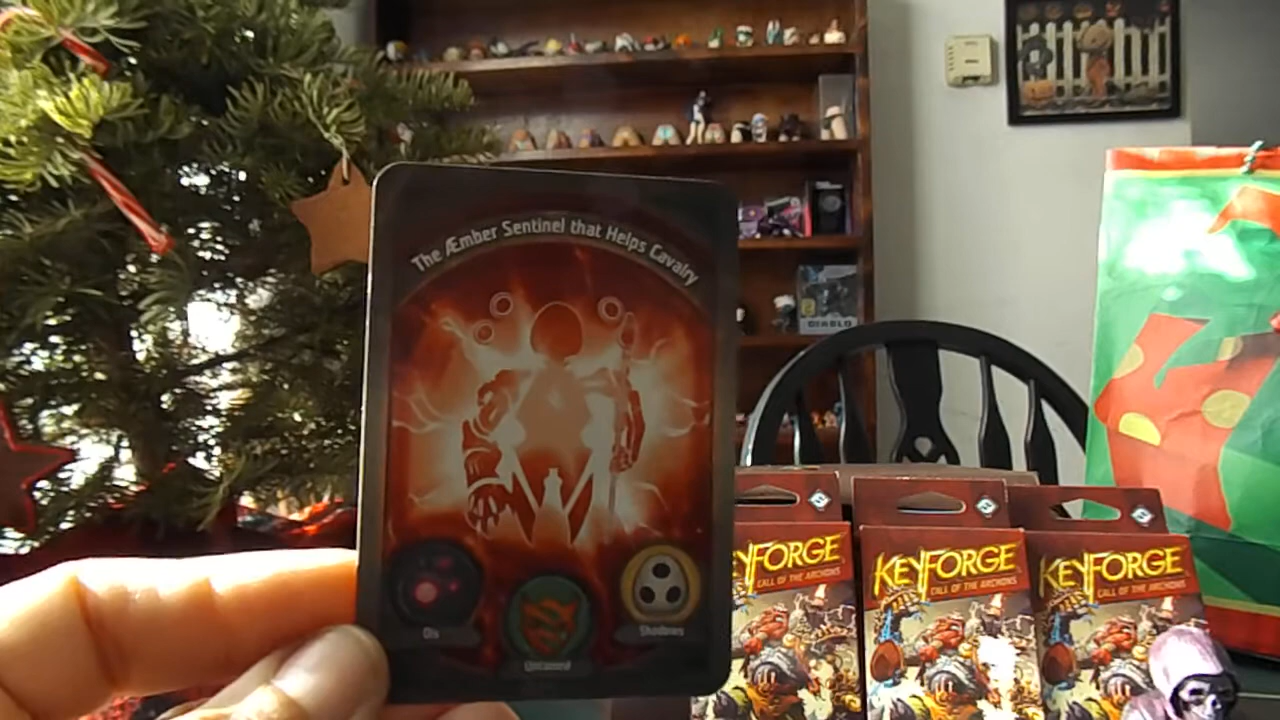 The Æmber Sentinel that Helps Cavalry
Dis
Untamed
Shadows
DIABLO
KEYFORGE
CALL OF THE ARCHONS
KEYFORGE
CALL OF THE ARCHONS
KEYFORGE
CALL OF THE ARCHONS